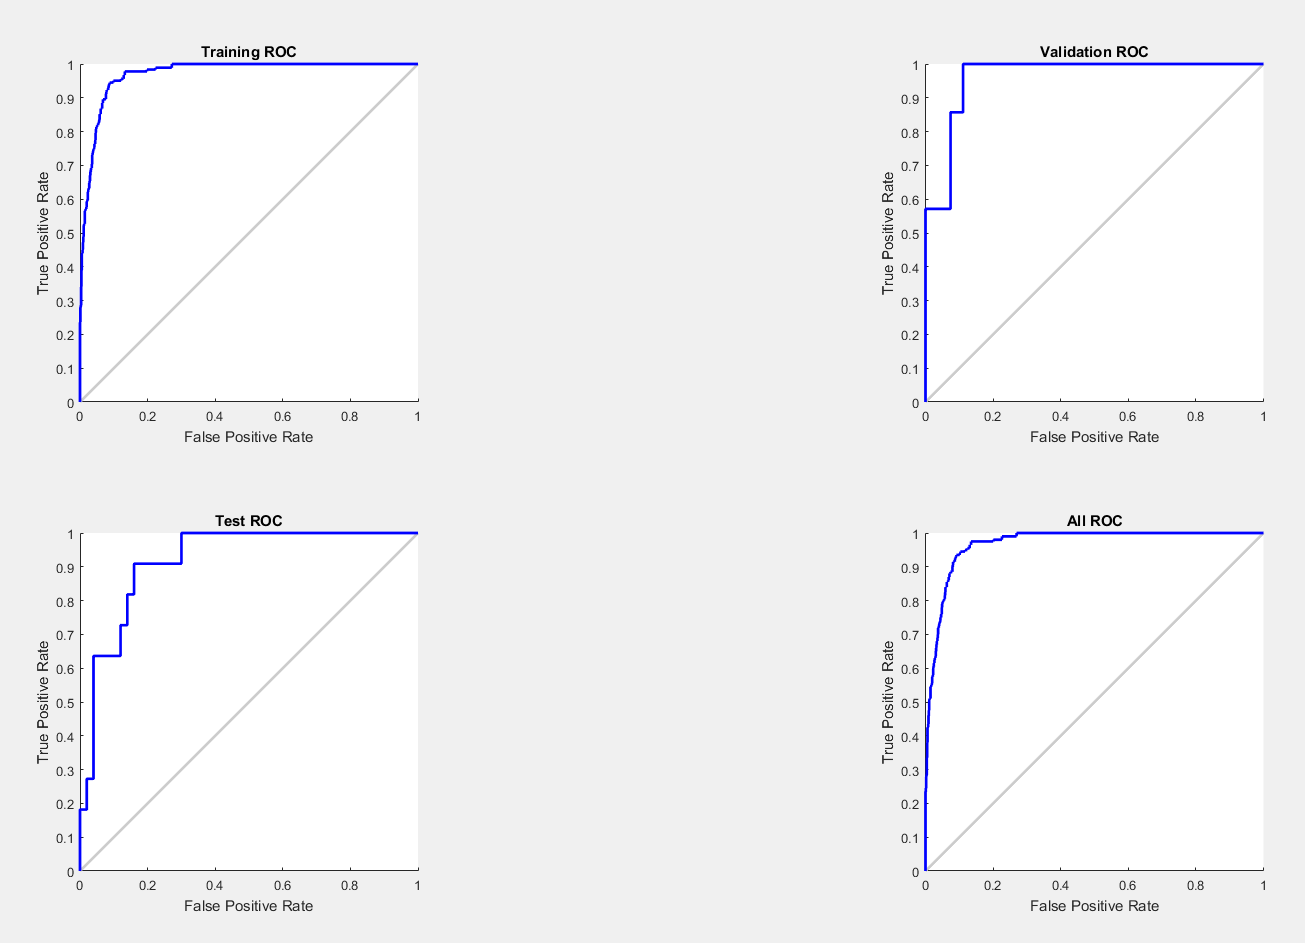 Training ROC
1
0.9
0.8
0.7
0.6
0.5
0.4
0.3
0.2
0.1
0
True Positive Rate
0 0.2 0.4 0.6 0.8 1
False Positive Rate
Validation ROC
1
0.9
0.8
0.7
0.6
0.5
0.4
0.3
0.2
0.1
0
True Positive Rate
0 0.2 0.4 0.6 0.8 1
False Positive Rate
Test ROC
1
0.9
0.8
0.7
0.6
0.5
0.4
0.3
0.2
0.1
0
True Positive Rate
0 0.2 0.4 0.6 0.8 1
False Positive Rate
All ROC
1
0.9
0.8
0.7
0.6
0.5
0.4
0.3
0.2
0.1
0
True Positive Rate
0 0.2 0.4 0.6 0.8 1
False Positive Rate